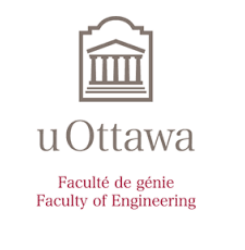 uOttawa
Faculté de génie
Faculty of Engineering